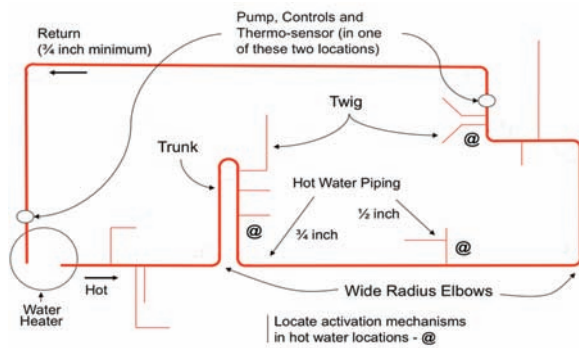 Pump, Controls and
Thermo-sensor (in one
of these two locations)
Return
(¾ inch minimum)
Twig
@
Trunk
Hot Water Piping
¾ inch
½ inch
@
@
Hot
Wide Radius Elbows
Water
Heater
Locate activation mechanisms
in hot water locations - @